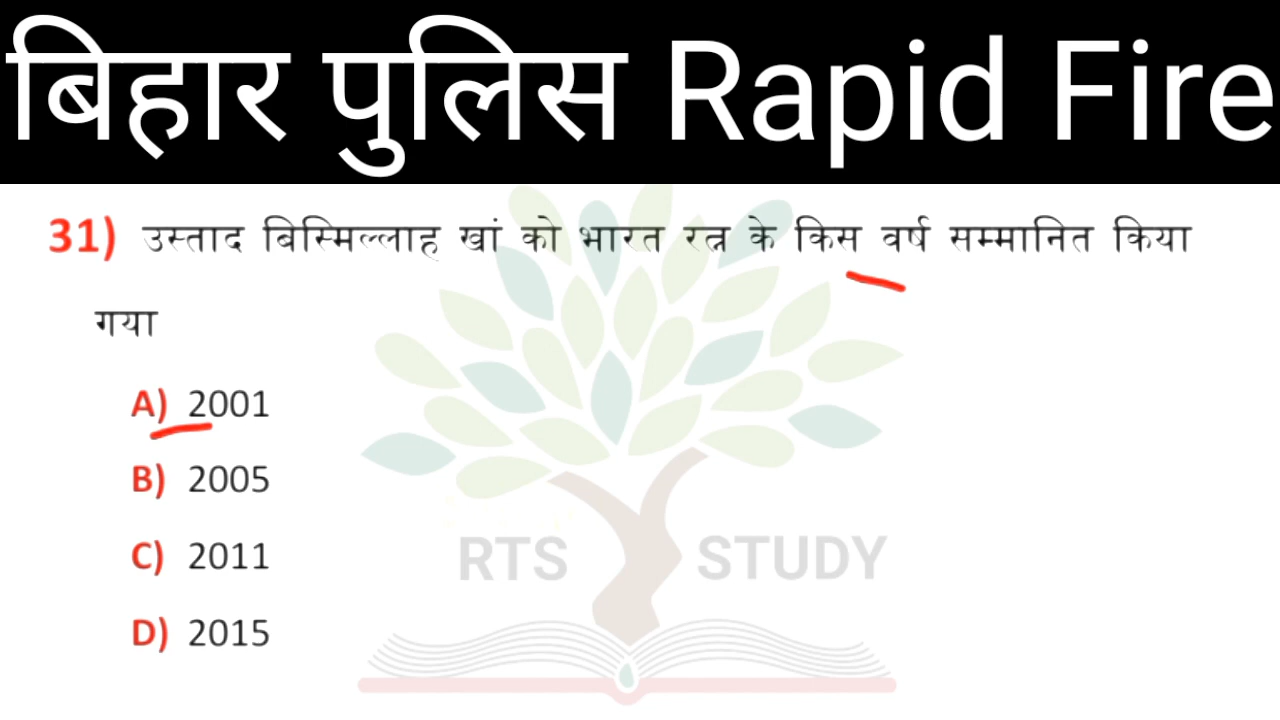 बिहार पुलिस Rapid Fire
31) उस्ताद बिस्मिल्लाह खां को भारत रत्न के किस वर्ष सम्मानित किया
गया
A) 2001
B) 2005
C) 2011
D) 2015
RTS STUDY